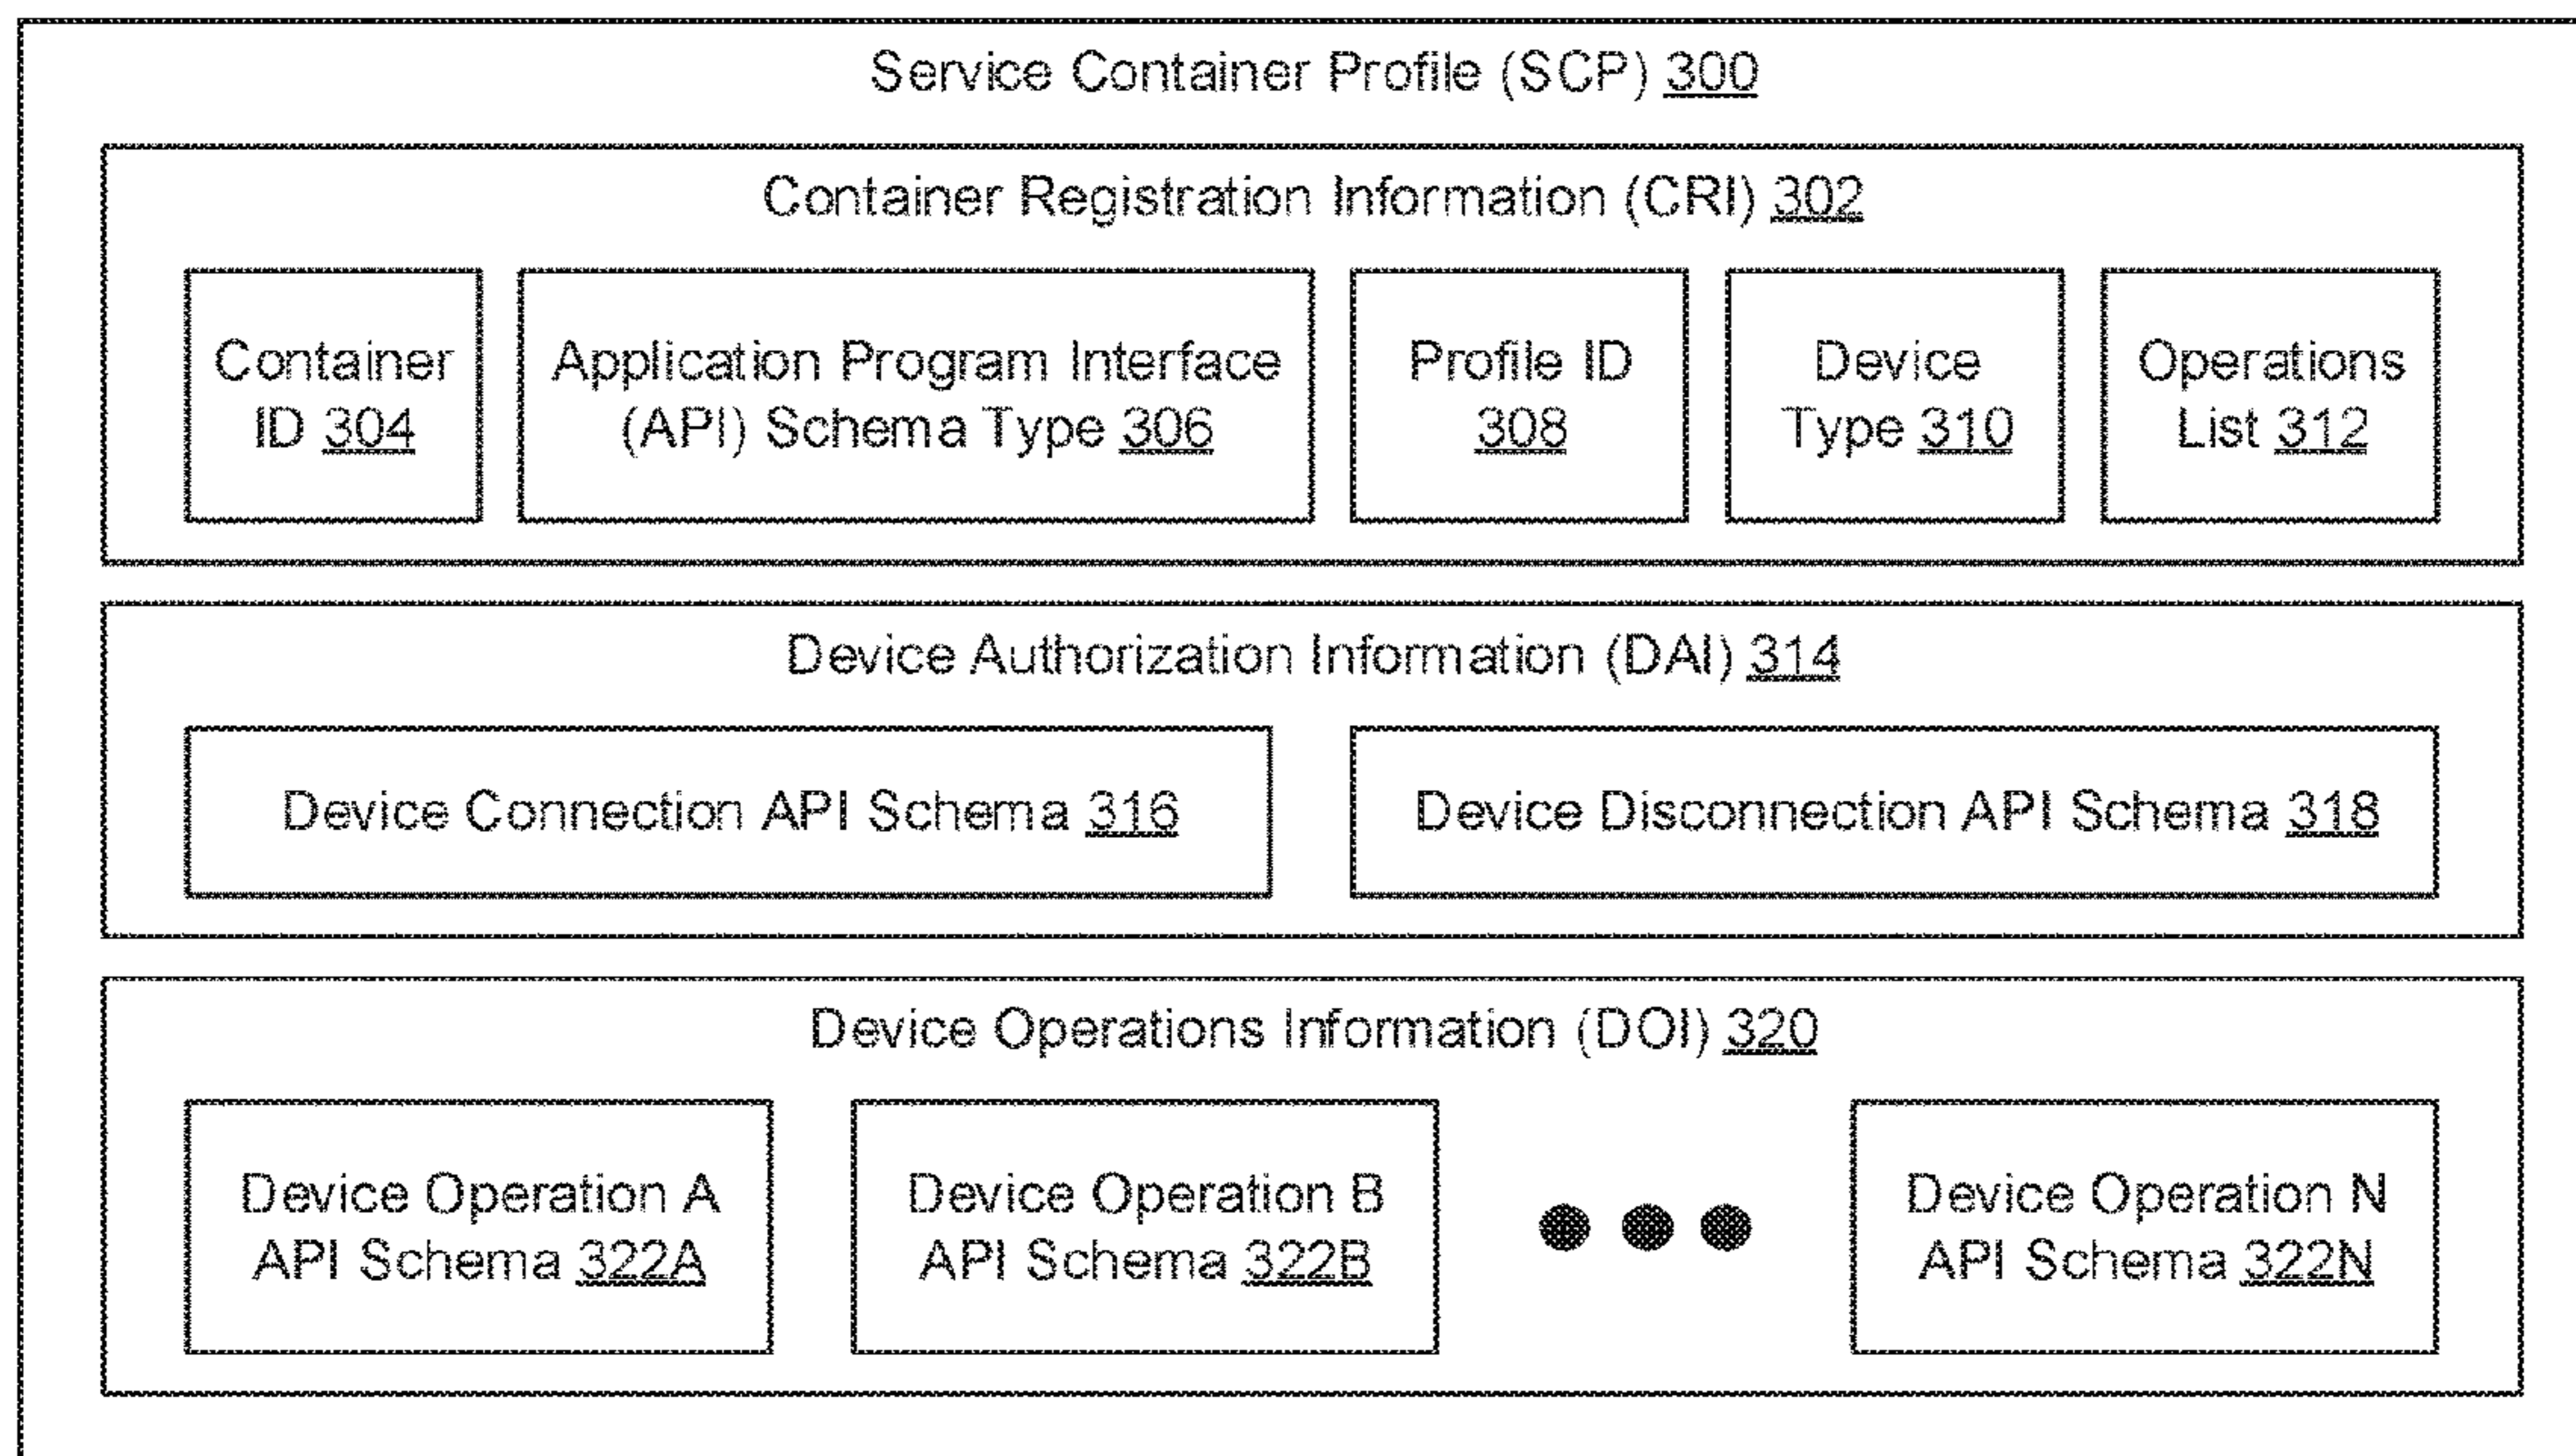 Service Container Profile (SCP) 300
Container Registration Information (CRI) 302
Container
ID 304
Application Program Interface
(API) Schema Type 306
Profile ID
308
Device
Type 310
Operations
List 312
Device Authorization Information (DAI) 314
Device Connection API Schema 316
Device Disconnection API Schema 318
Device Operations Information (DOI) 320
Device Operation A
API Schema 322A
Device Operation B
API Schema 322B
Device Operation N
API Schema 322N